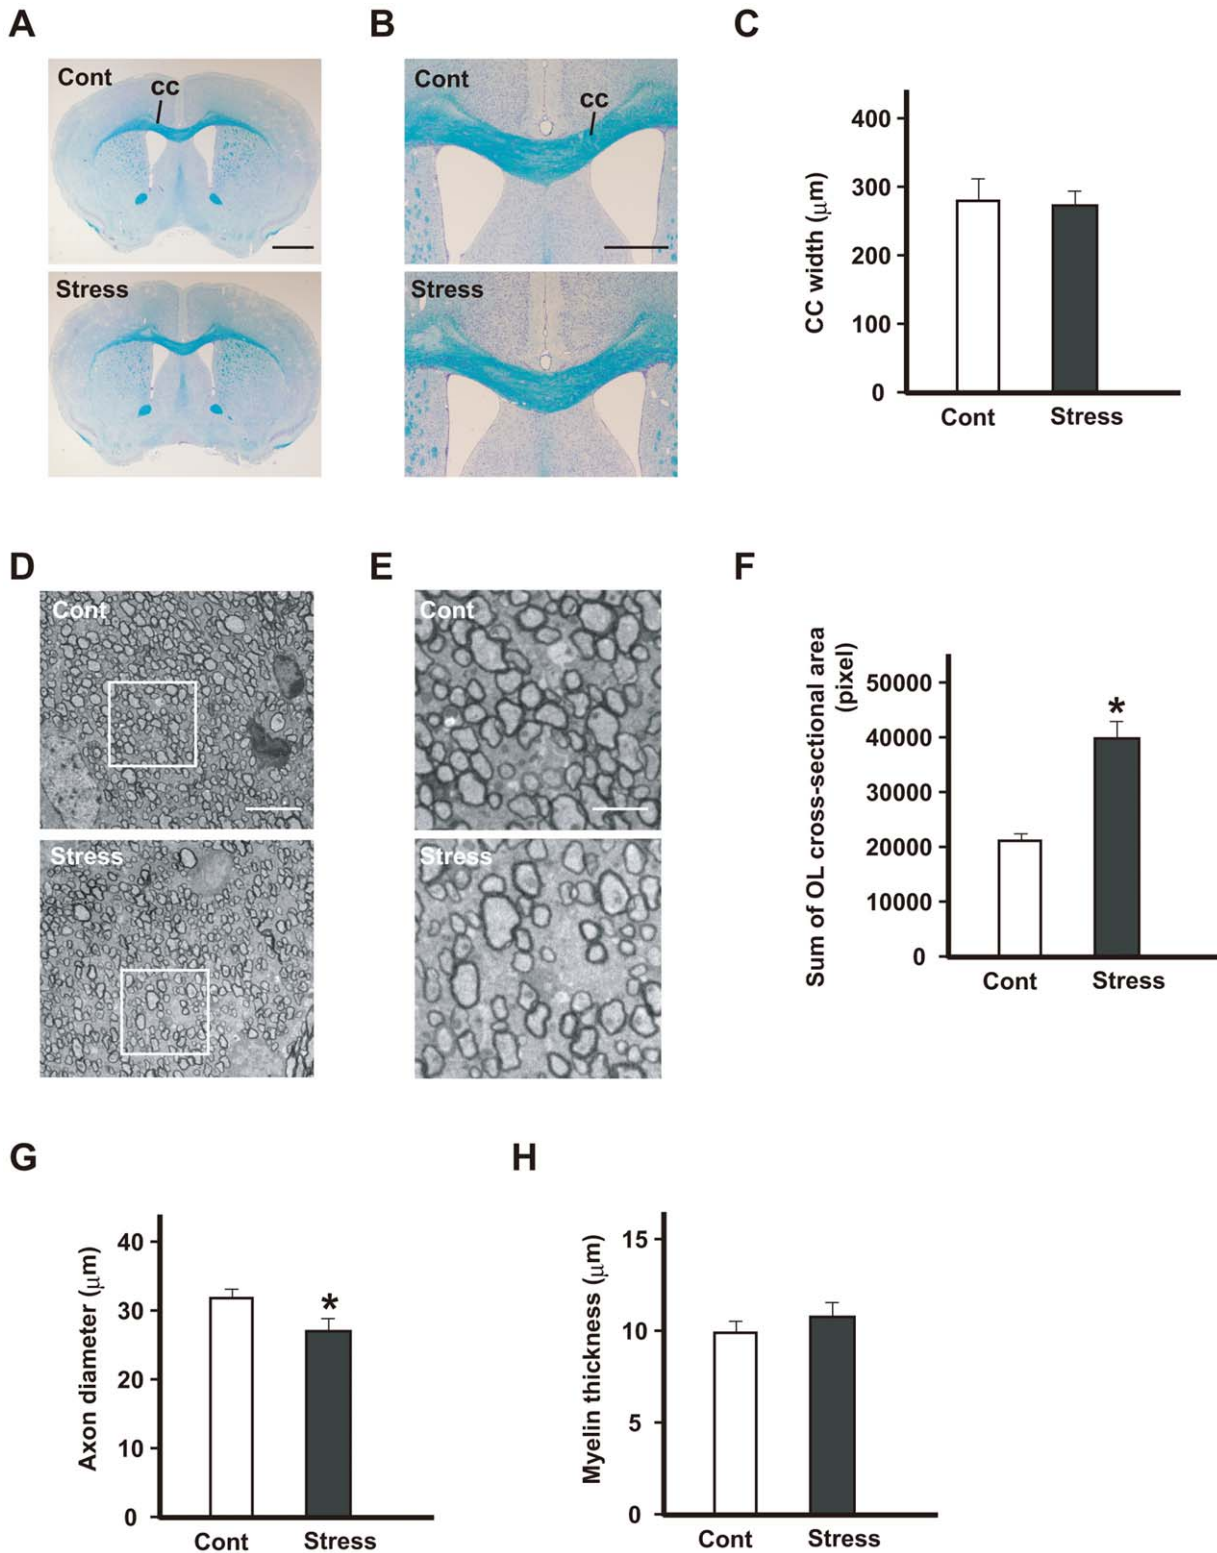 A
B
C
Cont
cc
Stress
Cont
cc
Stress
CC width (μm)
400
300
200
100
0
Cont
Stress
D
E
F
Cont
Stress
Cont
Stress
Sum of OL cross-sectional area
(pixel)
50000
40000
30000
20000
10000
0
*
Cont
Stress
G
H
Axon diameter (μm)
40
30
20
10
0
*
Cont
Stress
Myelin thickness (μm)
15
10
5
0
Cont
Stress